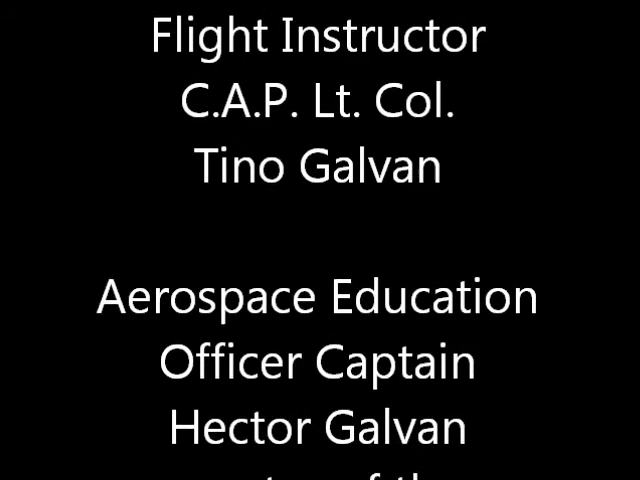 Flight Instructor
C.A.P. Lt. Col.
Tino Galvan
Aerospace Education
Officer Captain
Hector Galvan